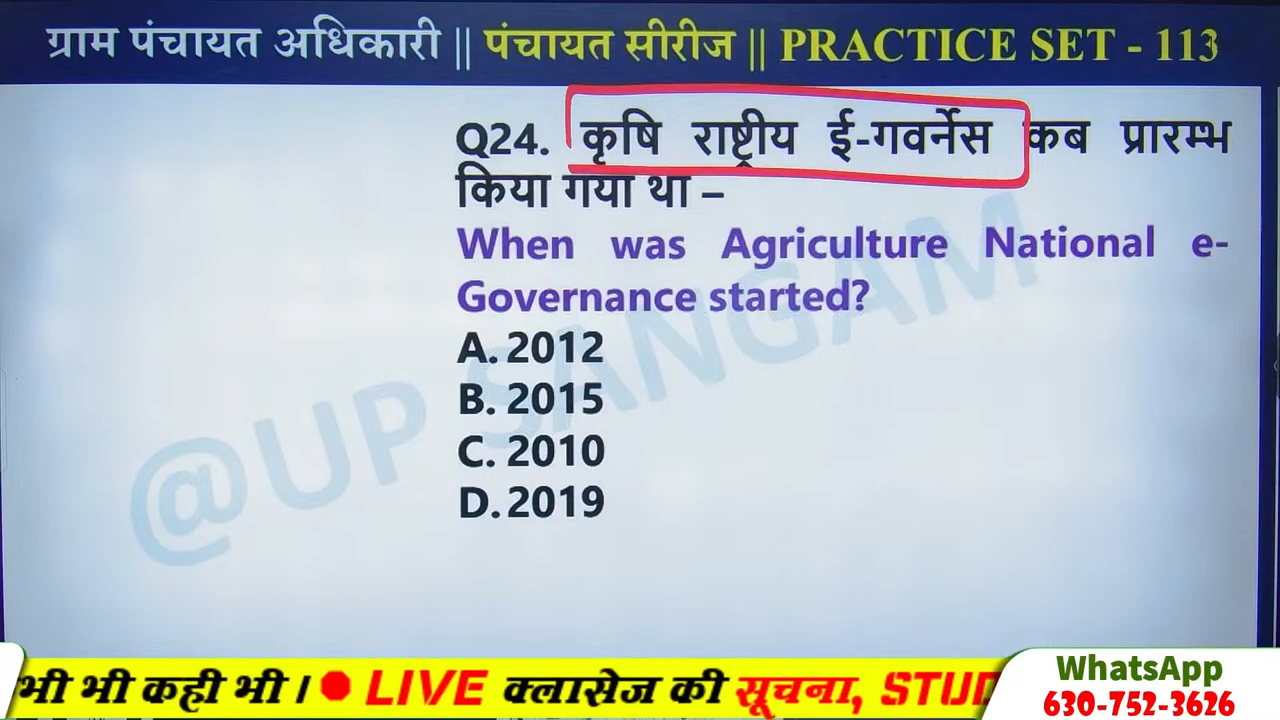 ग्राम पंचायत अधिकारी || पंचायत सीरीज || PRACTICE SET - 113
Q24. कृषि राष्ट्रीय ई-गवर्नेस कब प्रारम्भ
किया गया था –
When was Agriculture National e-
Governance started?
A. 2012
B. 2015
C. 2010
D. 2019
@UP SANGAM
भी भी कही भी । LIVE क्लासेज की सूचना, STUD
WhatsApp
630-752-3626